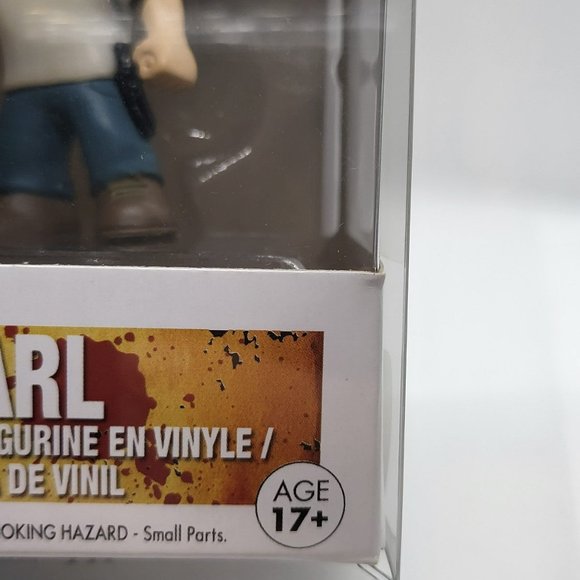 ARL
GURINE EN VINYLE /
DE VINIL
AGE
17+
OKING HAZARD - Small Parts.